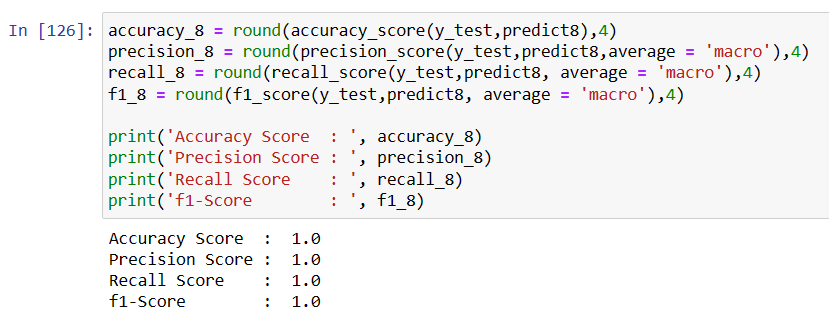 In [126]: accuracy_8 = round(accuracy_score(y_test,predict8),4)
precision_8 = round(precision_score(y_test,predict8,average = 'macro'),4)
recall_8 = round(recall_score(y_test,predict8, average = 'macro'),4)
f1_8 = round(f1_score(y_test,predict8, average = 'macro'),4)

print('Accuracy Score  : ', accuracy_8)
print('Precision Score : ', precision_8)
print('Recall Score    : ', recall_8)
print('f1-Score        : ', f1_8)

Accuracy Score  :  1.0
Precision Score :  1.0
Recall Score    :  1.0
f1-Score        :  1.0